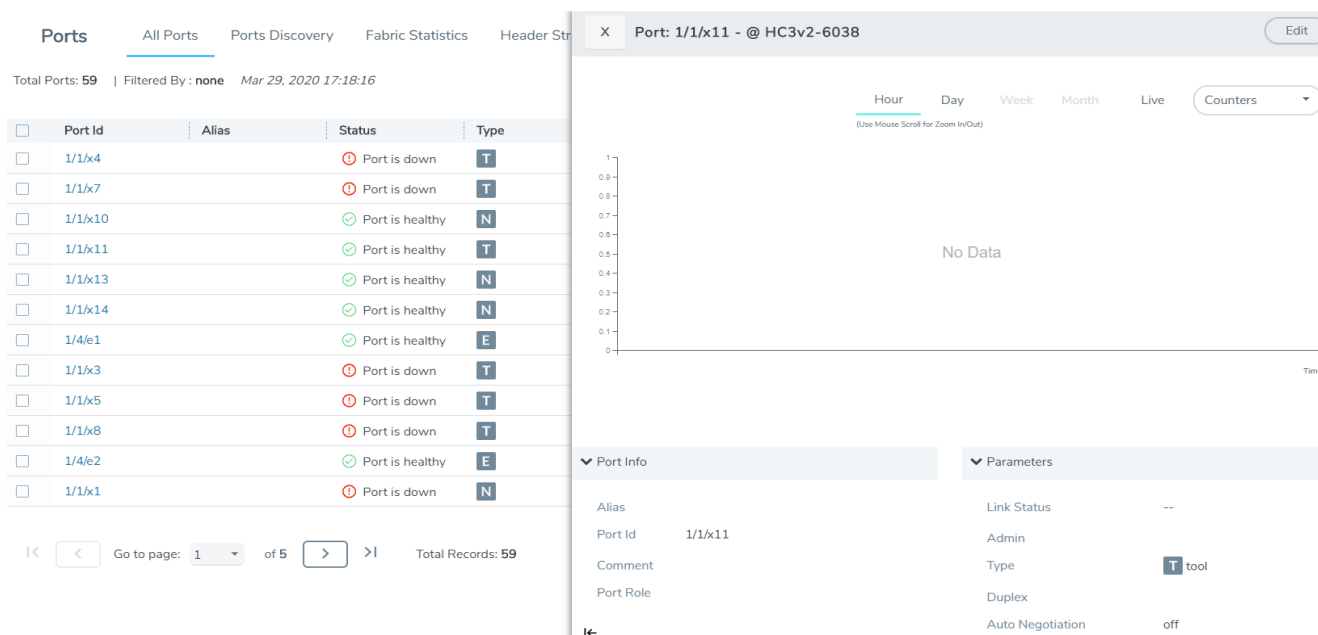 Ports All Ports Ports Discovery Fabric Statistics Header Str
Total Ports: 59 | Filtered By : none Mar 29, 2020 17:18:16
Port Id Alias Status Type
1/1/x4 Port is down T
1/1/x7 Port is down T
1/1/x10 Port is healthy N
1/1/x11 Port is healthy T
1/1/x13 Port is healthy N
1/1/x14 Port is healthy N
1/4/e1 Port is healthy E
1/1/x3 Port is down T
1/1/x5 Port is down T
1/1/x8 Port is down T
1/4/e2 Port is healthy E
1/1/x1 Port is down N
Go to page: 1 of 5 Total Records: 59
X Port: 1/1/x11 - @ HC3v2-6038 Edit
Hour Day Week Month Live Counters
(Use Mouse Scroll for Zoom In/Out)
1
0.9
0.8
0.7
0.6
0.5
0.4
0.3
0.2
0.1
0
No Data
Tim
Port Info
Alias
Port Id 1/1/x11
Comment
Port Role
Parameters
Link Status --
Admin
Type T tool
Duplex
Auto Negotiation off